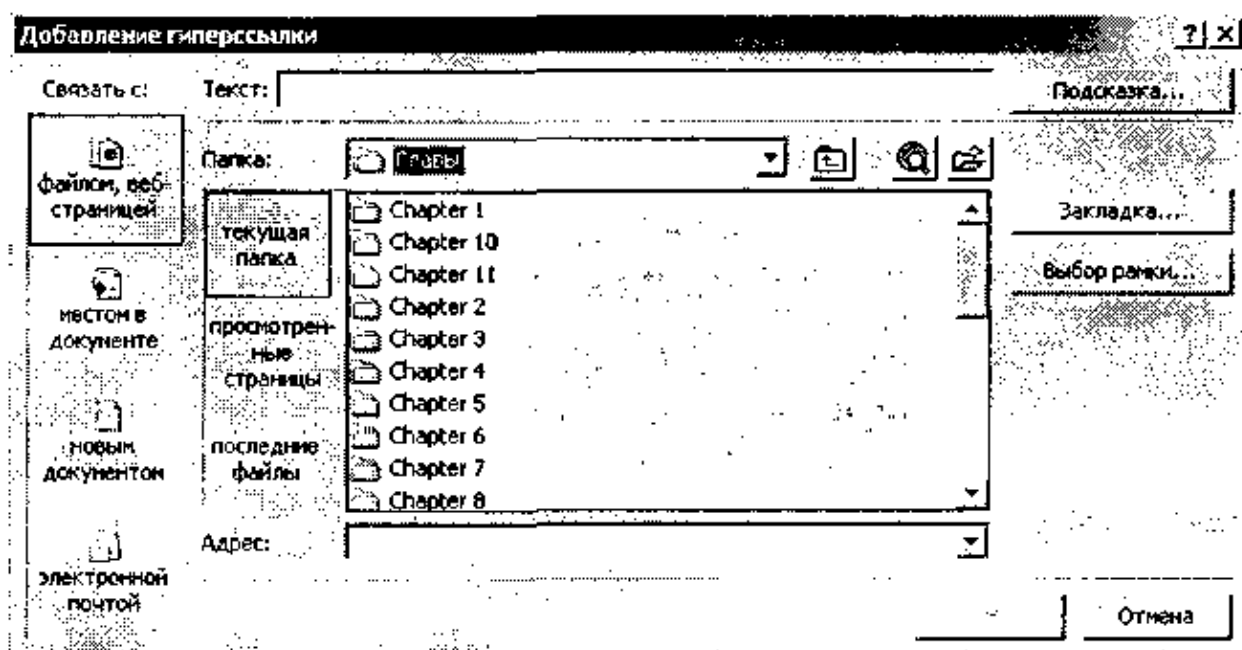 Добавление гиперссылки
Связать с:
Текст:
Подсказка...
файлом, веб-
страницей
Папка:
Главы
текущая
папка
Chapter 1
Chapter 10
Chapter 11
Chapter 2
Chapter 3
Chapter 4
Chapter 5
Chapter 6
Chapter 7
Chapter 8
Закладка...
Выбор рамки...
местом в
документе
просмотрен-
ные
страницы
новым
документом
последние
файлы
Адрес:
электронной
почтой
Отмена